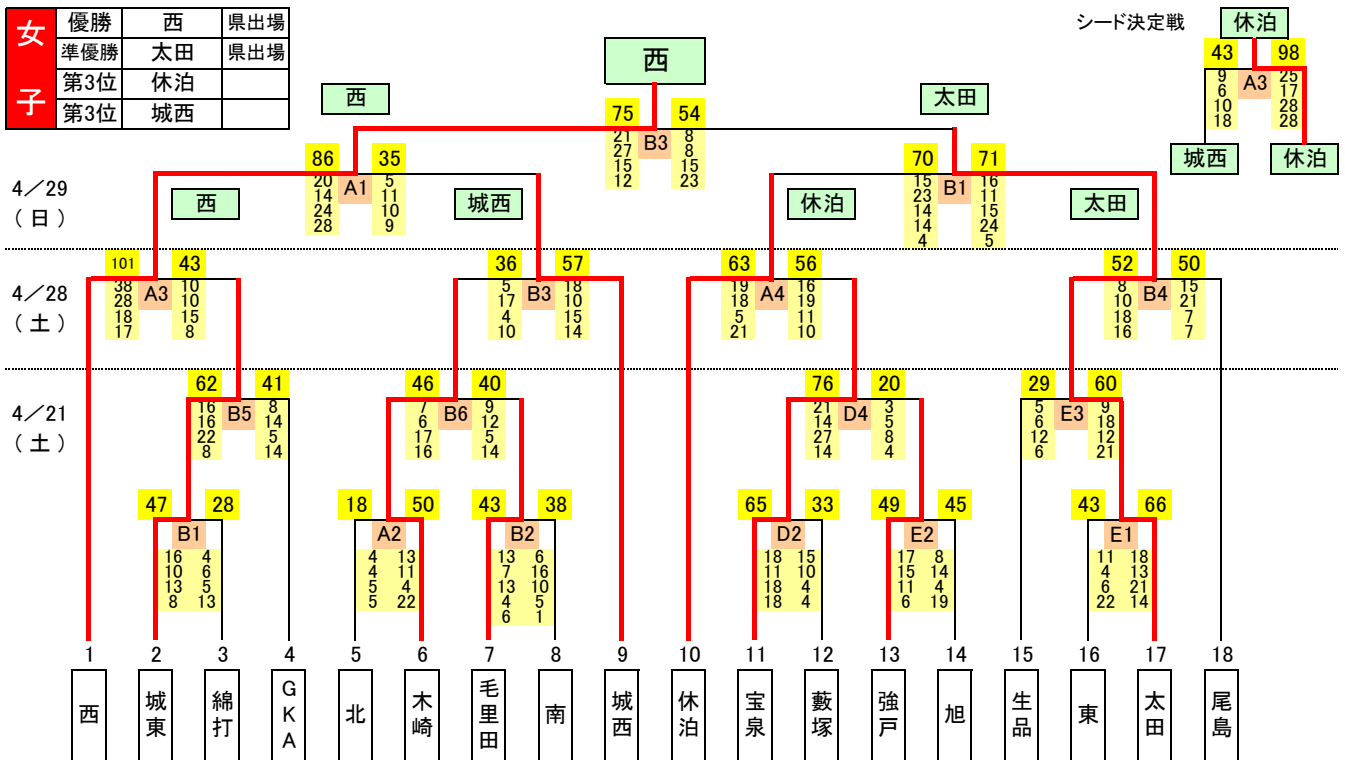 女子
優勝 西 県出場
準優勝 太田 県出場
第3位 休泊
第3位 城西
シード決定戦
休泊
43 98
A3
9 25
6 17
10 28
18 28
城西 休泊
西
75 54
B3
21 8
27 8
15 15
12 23
西 太田
4/29
(日)
86 35
A1
20 5
14 11
24 10
28 9
70 71
B1
15 16
23 11
14 15
14 24
4 5
西 城西 休泊 太田
4/28
(土)
101 43
A3
38 10
28 10
18 15
17 8
36 57
B3
5 18
17 10
4 15
10 14
63 56
A4
19 16
18 19
5 11
21 10
52 50
B4
8 15
10 21
18 7
16 7
4/21
(土)
62 41
B5
16 8
16 14
22 5
8 14
46 40
B6
7 9
6 12
17 5
16 14
76 20
D4
21 3
14 5
27 8
14 4
29 60
E3
5 9
6 18
12 12
6 21
47 28
B1
16 4
10 6
13 5
8 13
18 50
A2
4 13
4 11
5 4
5 22
43 38
B2
13 6
7 16
13 10
4 5
6 1
65 33
D2
18 15
11 10
18 4
18 4
49 45
E2
17 8
15 14
11 4
6 19
43 66
E1
11 18
4 13
6 21
22 14
1 2 3 4 5 6 7 8 9 10 11 12 13 14 15 16 17 18
西 城東 綿打 GKA 北 木崎 毛里田 南 城西 休泊 宝泉 藪塚 強戸 旭 生品 東 太田 尾島